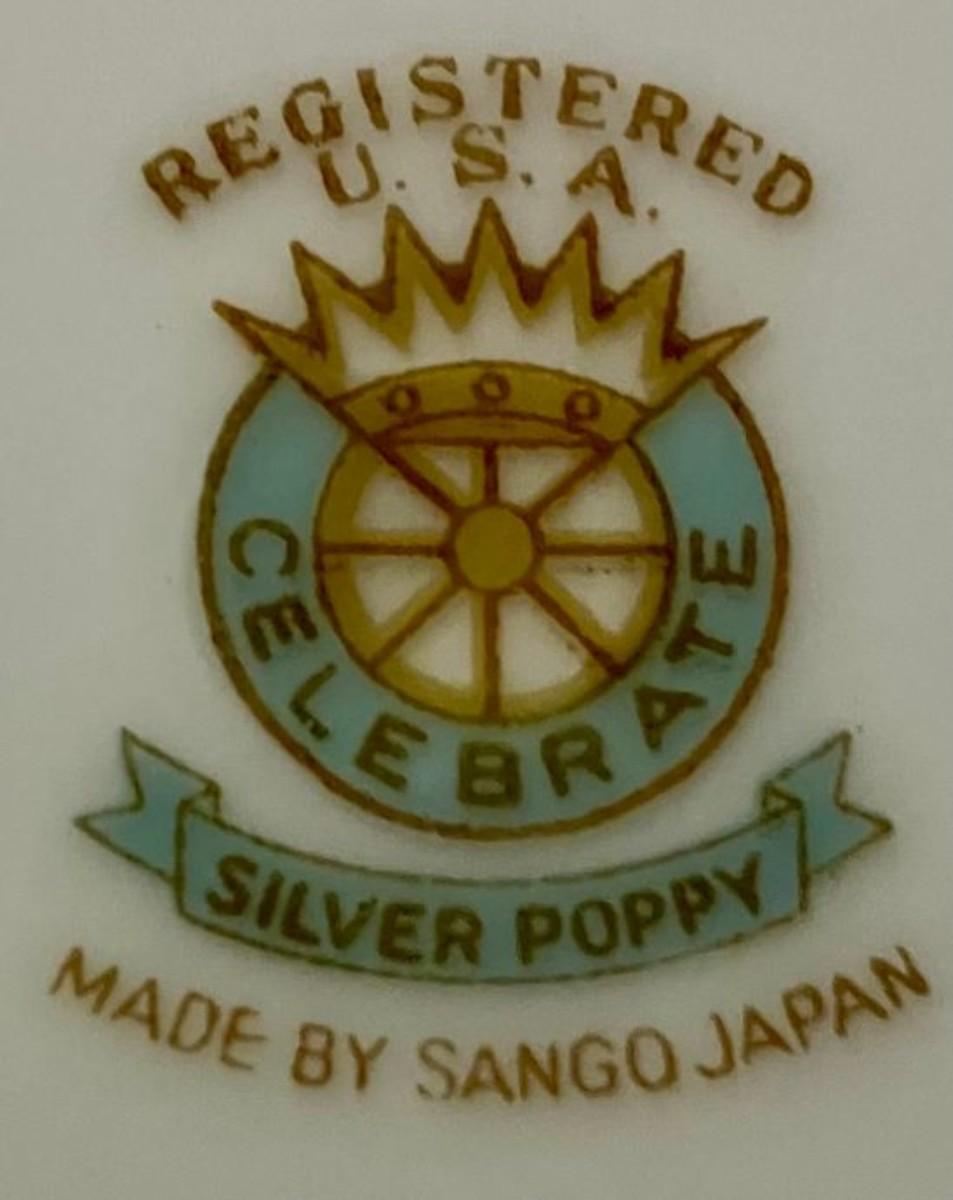 REGISTERED
U. S. A.
CELEBRATE
SILVER POPPY
MADE BY SANGO JAPAN